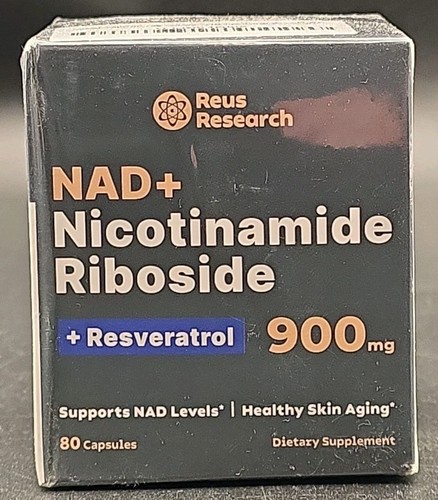 Reus
Research
NAD+
Nicotinamide
Riboside
+ Resveratrol 900mg
Supports NAD Levels* | Healthy Skin Aging*
80 Capsules Dietary Supplement